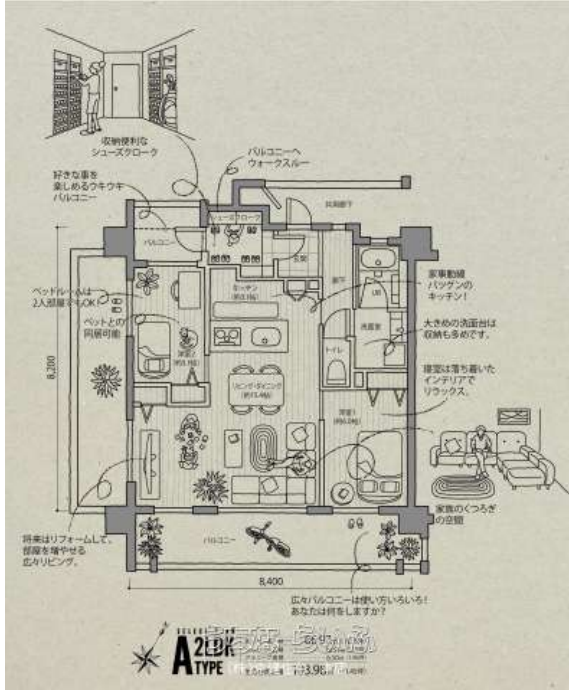 収納便利な
シューズクローク
バルコニーへ
ウォークスルー
好きな事を
楽しめるウキウキ
バルコニー
共用廊下
シューズクローク
バルコニー
玄関
ベッドルームは
2人部屋でもOK!
キッチン
廊下
UB
家事動線
バツグンの
キッチン!
ペットとの
同居可能
洗面室
大きめの洗面台は
収納も多めです。
8,200
洋室2
トイレ
リビング・ダイニング
寝室は落ち着いた
インテリアで
リラックス。
洋室1
家族のくつろぎ
の空間
将来はリフォームして、
部屋を増やせる
広々リビング。
バルコニー
8,400
広々バルコニーは使い方いろいろ!
あなたは何をしますか?
A 2LDK
TYPE